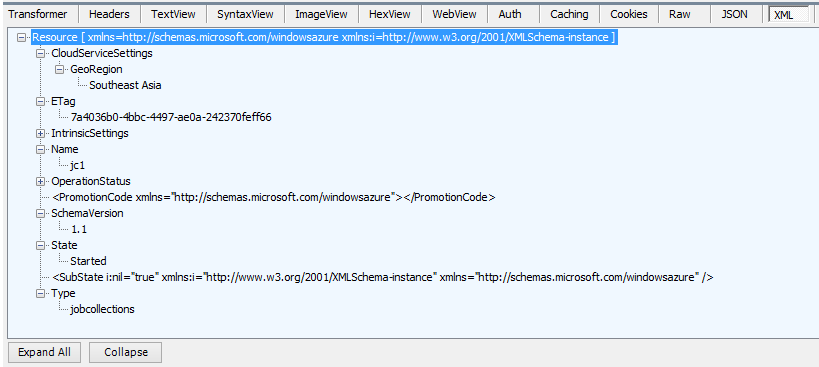 Transformer Headers TextView SyntaxView ImageView HexView WebView Auth Caching Cookies Raw JSON XML
Resource [ xmlns=http://schemas.microsoft.com/windowsazure xmlns:i=http://www.w3.org/2001/XMLSchema-instance ]
CloudServiceSettings
GeoRegion
Southeast Asia
ETag
7a4036b0-4bbc-4497-ae0a-242370feff66
IntrinsicSettings
Name
jc1
OperationStatus
<PromotionCode xmlns="http://schemas.microsoft.com/windowsazure"></PromotionCode>
SchemaVersion
1.1
State
Started
<SubState i:nil="true" xmlns:i="http://www.w3.org/2001/XMLSchema-instance" xmlns="http://schemas.microsoft.com/windowsazure" />
Type
jobcollections
Expand All Collapse